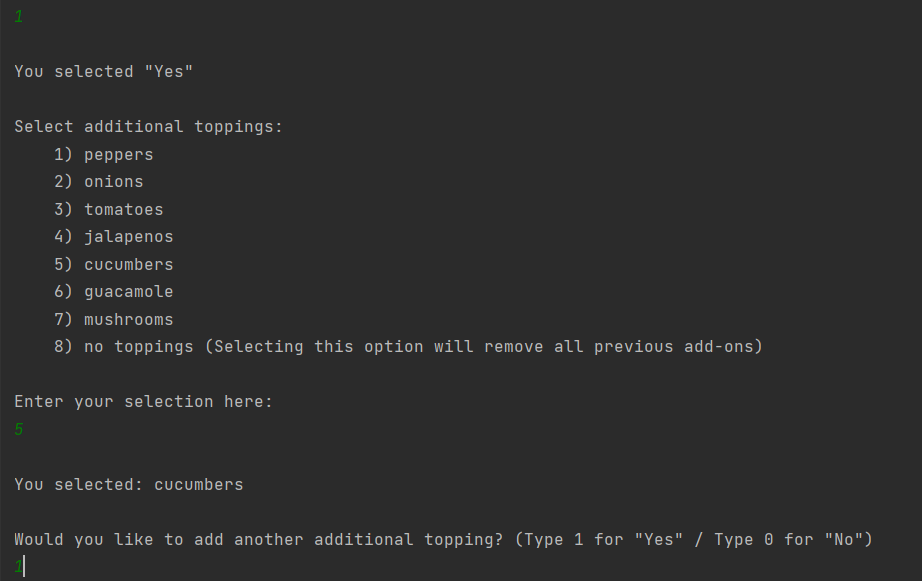 1
You selected "Yes"
Select additional toppings:
1) peppers
2) onions
3) tomatoes
4) jalapenos
5) cucumbers
6) guacamole
7) mushrooms
8) no toppings (Selecting this option will remove all previous add-ons)
Enter your selection here:
5
You selected: cucumbers
Would you like to add another additional topping? (Type 1 for "Yes" / Type 0 for "No")
1